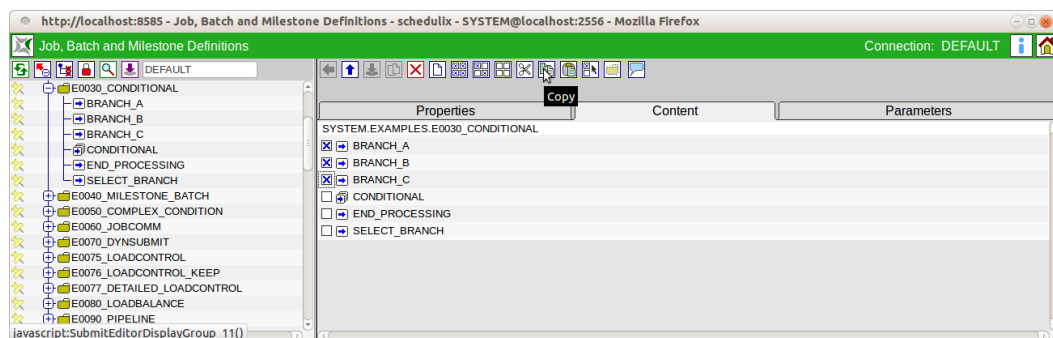 http://localhost:8585 - Job, Batch and Milestone Definitions - schedulix - SYSTEM@localhost:2556 - Mozilla Firefox
Job, Batch and Milestone Definitions
Connection: DEFAULT
DEFAULT
E0030_CONDITIONAL
BRANCH_A
BRANCH_B
BRANCH_C
CONDITIONAL
END_PROCESSING
SELECT_BRANCH
E0040_MILESTONE_BATCH
E0050_COMPLEX_CONDITION
E0060_JOBCOMM
E0070_DYNSUBMIT
E0075_LOADCONTROL
E0076_LOADCONTROL_KEEP
E0077_DETAILED_LOADCONTROL
E0080_LOADBALANCE
E0090_PIPELINE
javascript:SubmitEditorDisplayGroup_11()
Copy
Properties
Content
Parameters
SYSTEM.EXAMPLES.E0030_CONDITIONAL
BRANCH_A
BRANCH_B
BRANCH_C
CONDITIONAL
END_PROCESSING
SELECT_BRANCH